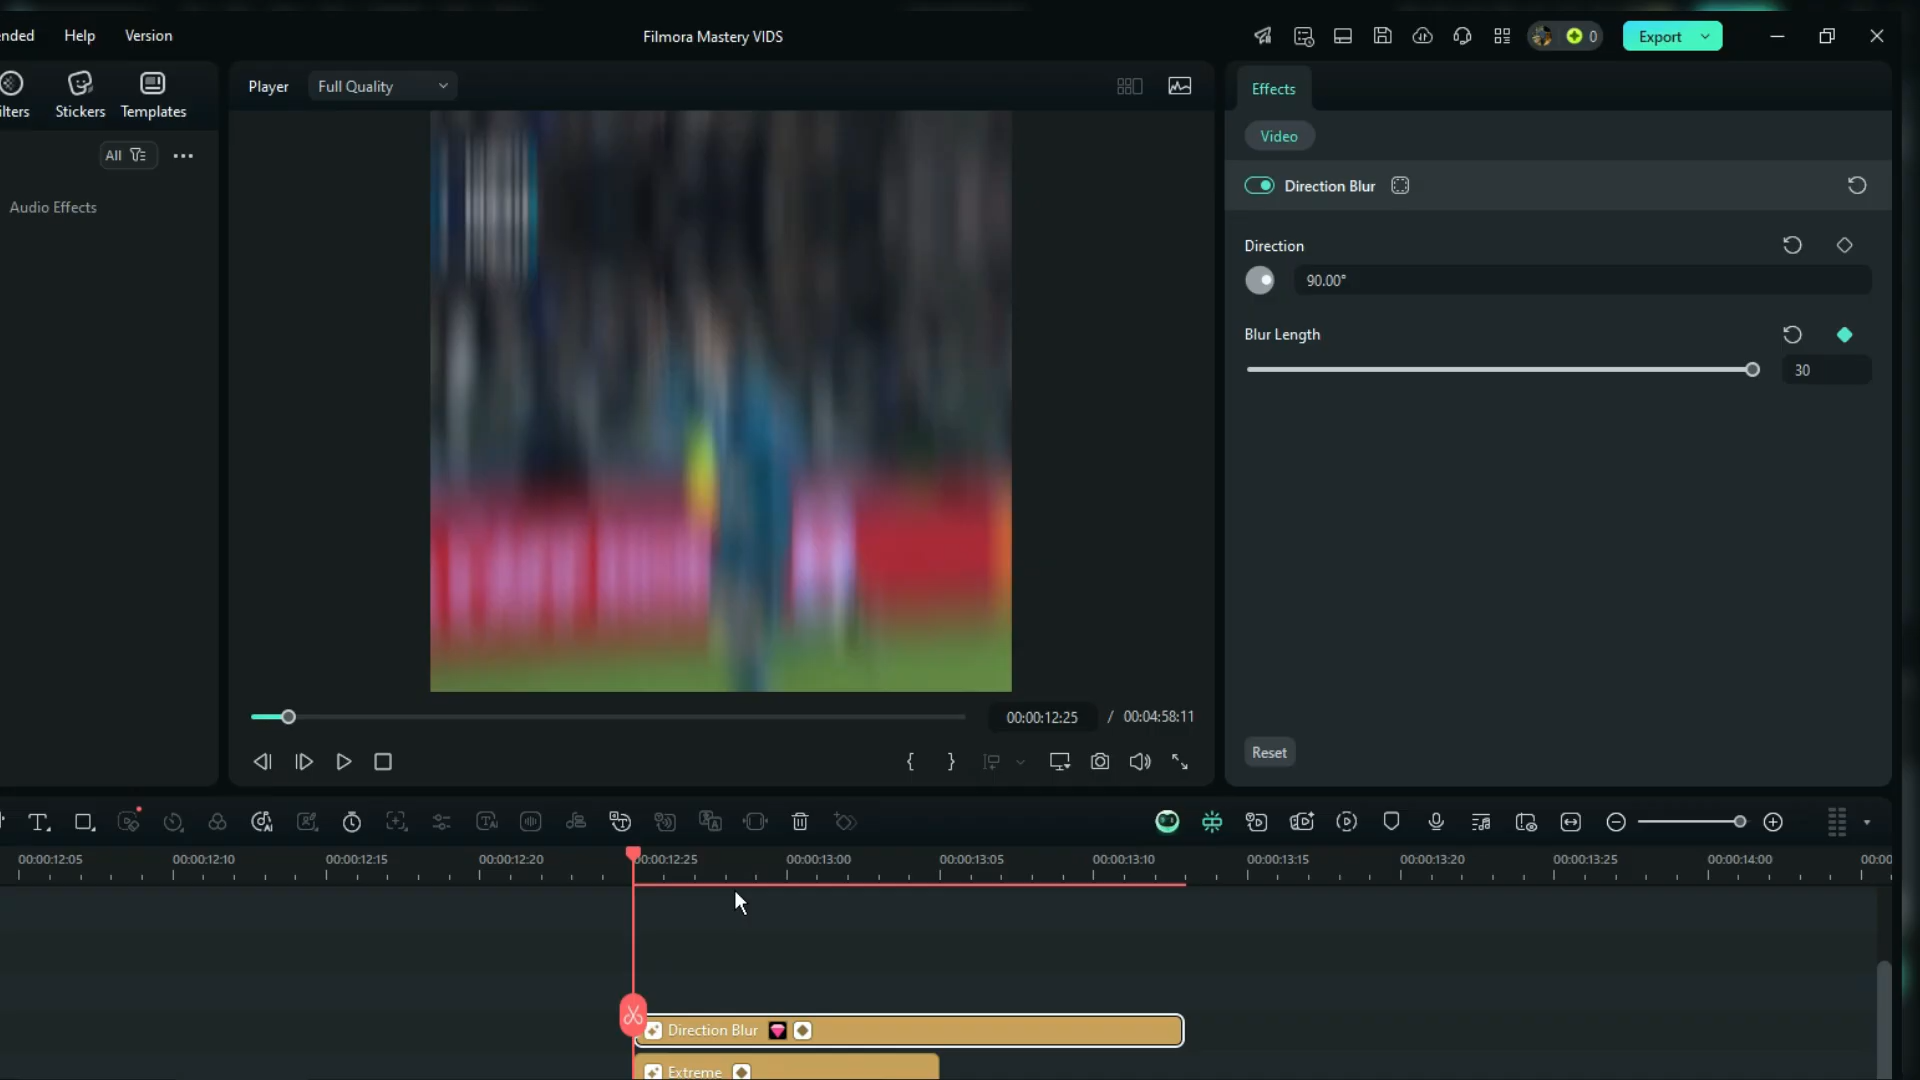 ended Help Version
Filmora Mastery VIDS
0
Export
ilters Stickers Templates
All
Audio Effects
Player Full Quality
00:00:12:25 / 00:04:58:11
Effects
Video
Direction Blur
Direction
90.00°
Blur Length
30
Reset
00:00:12:05 00:00:12:10 00:00:12:15 00:00:12:20 00:00:12:25 00:00:13:00 00:00:13:05 00:00:13:10 00:00:13:15 00:00:13:20 00:00:13:25 00:00:14:00 00:00
Direction Blur
Extreme